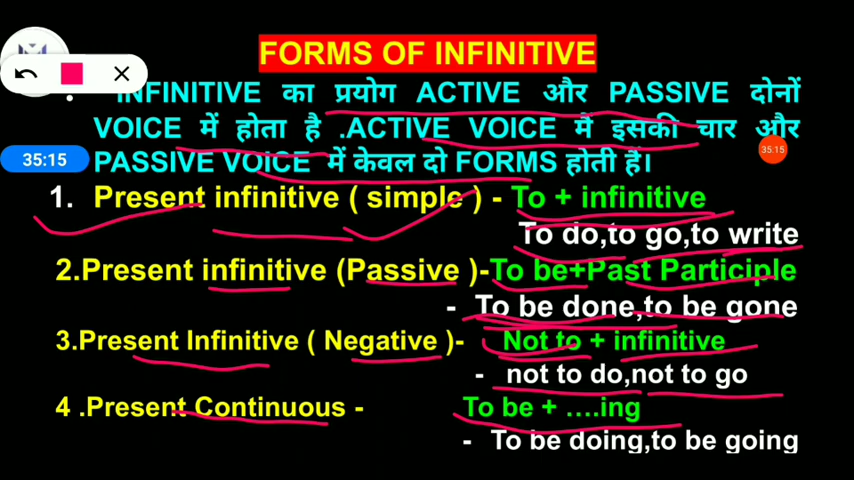 FORMS OF INFINITIVE
INFINITIVE का प्रयोग ACTIVE और PASSIVE दोनों
VOICE में होता है .ACTIVE VOICE में इसकी चार और
35:15
35:15
PASSIVE VOICE में केवल दो FORMS होती हैं।
1. Present infinitive ( simple ) - To + infinitive
To do,to go,to write
2.Present infinitive (Passive )-To be+Past Participle
- To be done,to be gone
3.Present Infinitive ( Negative )- Not to + infinitive
- not to do,not to go
4 .Present Continuous - To be + ....ing
- To be doing,to be going